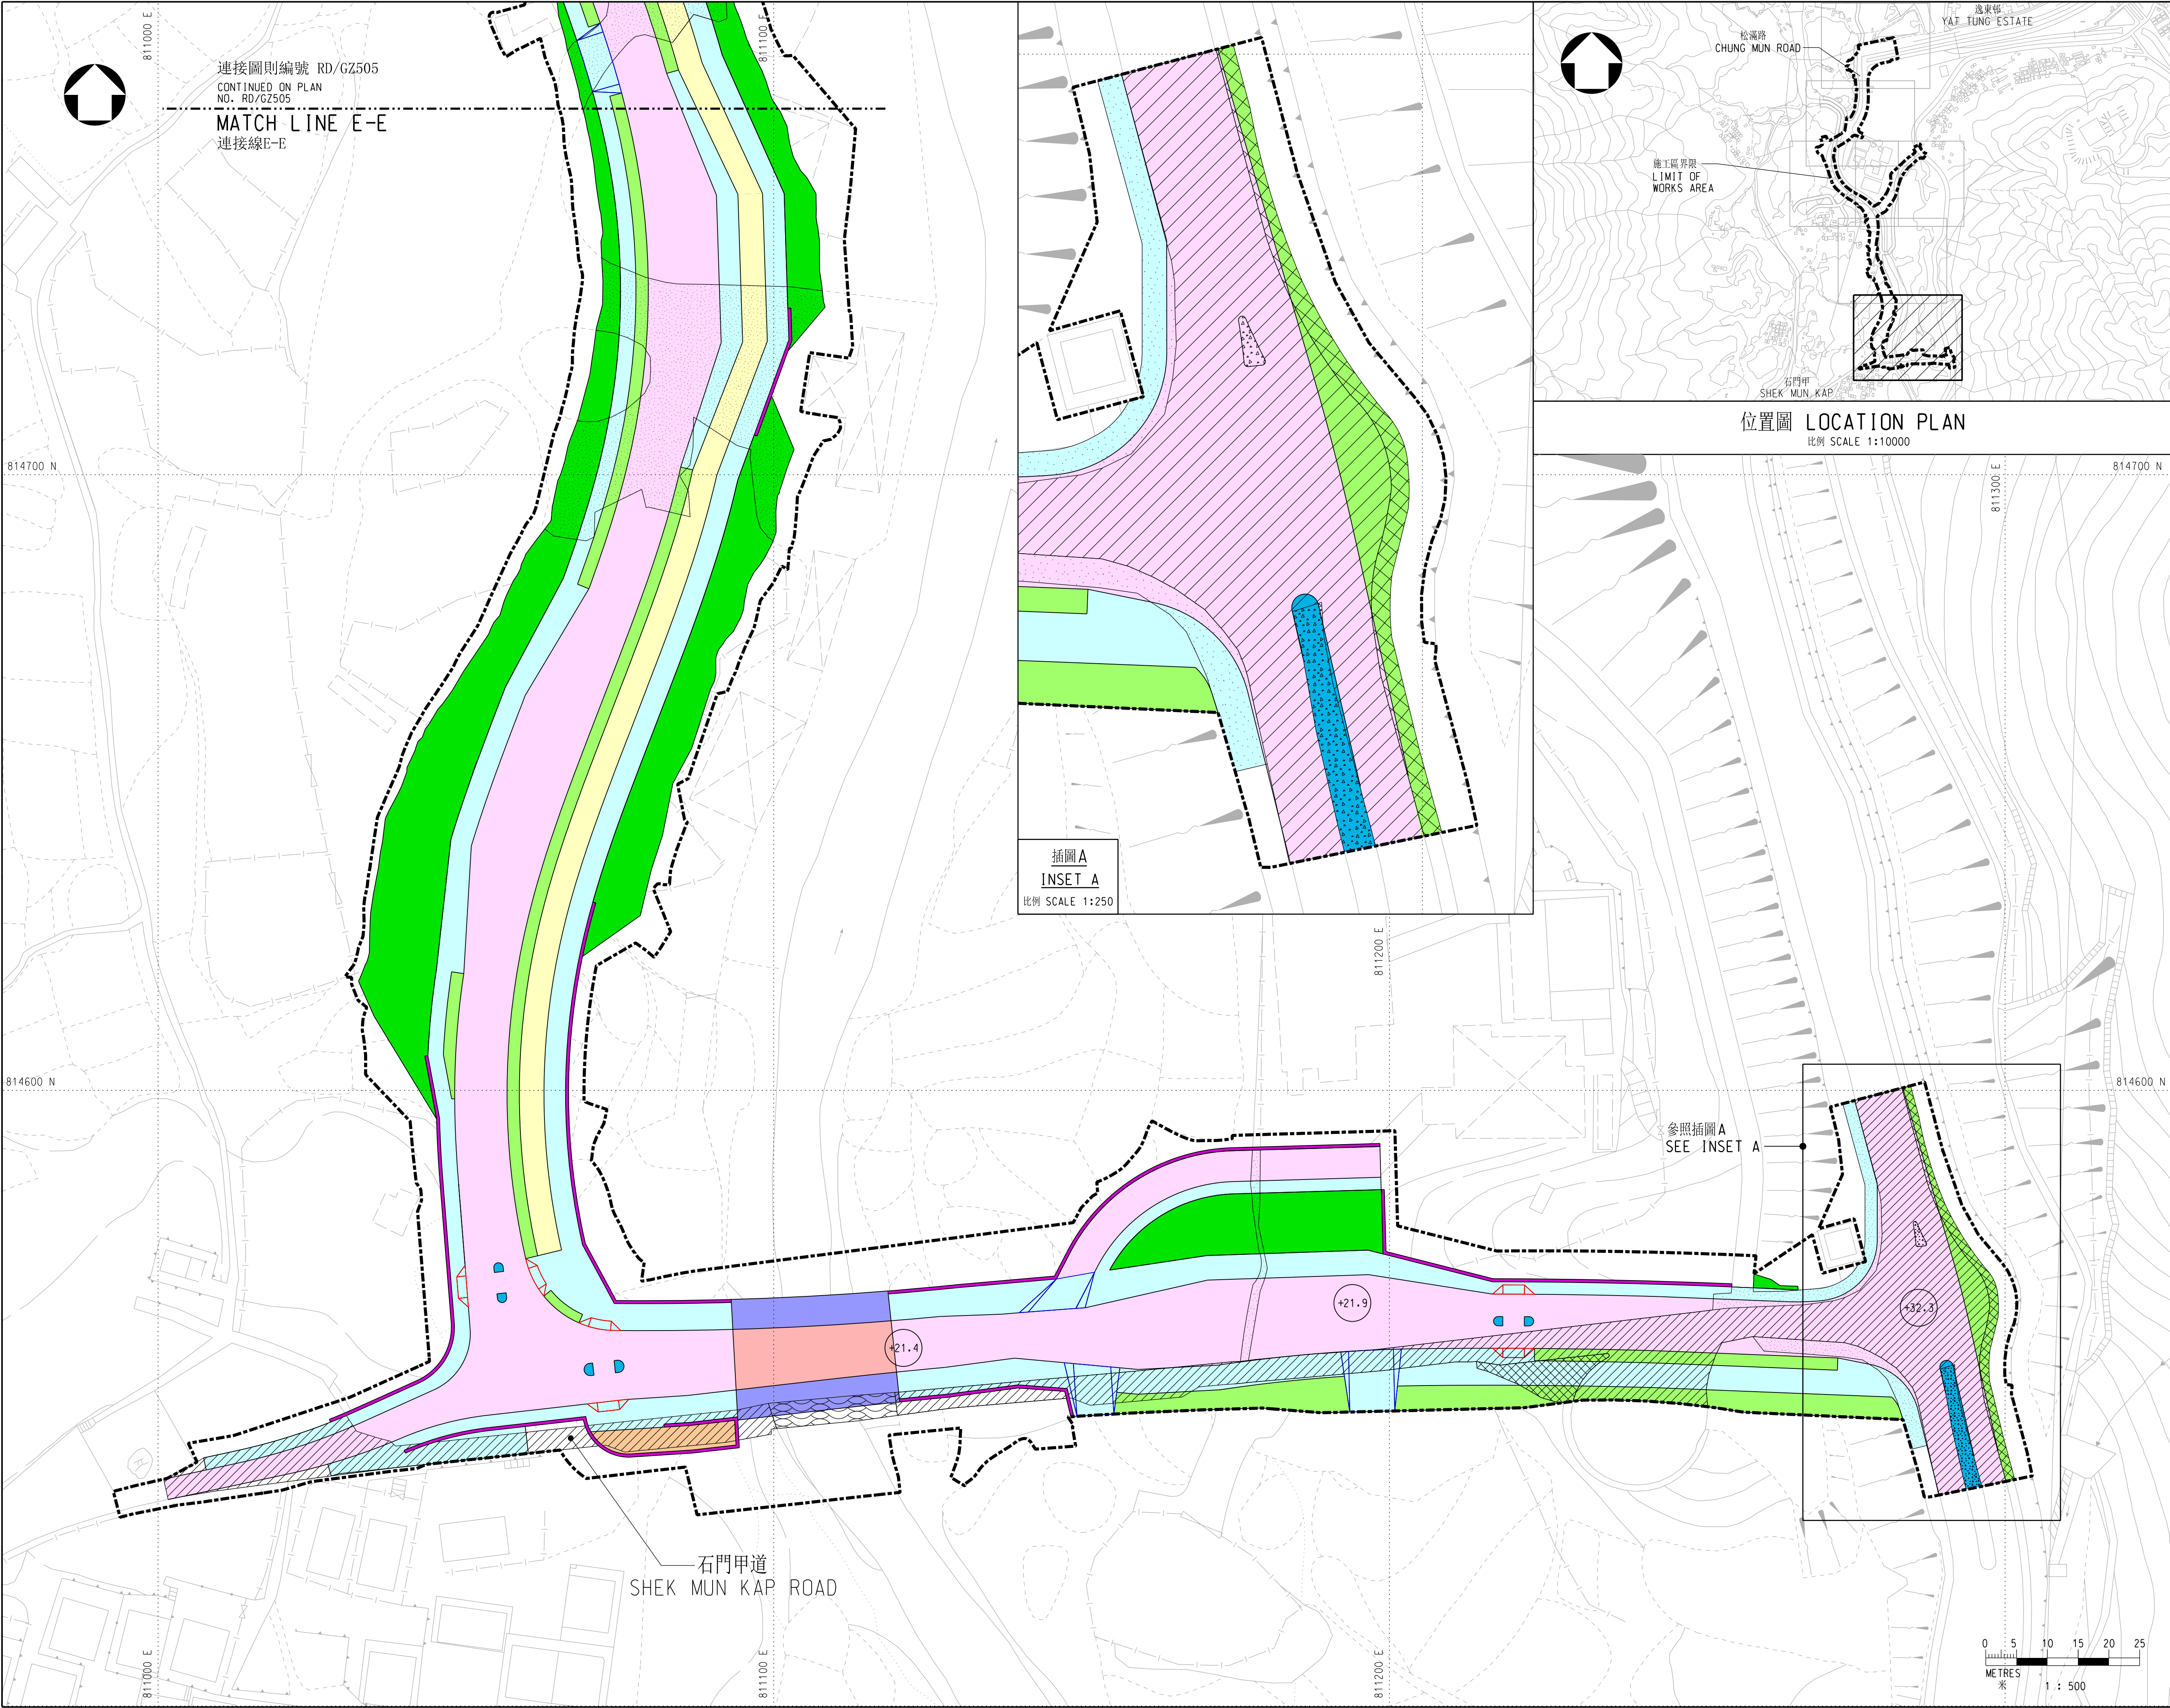 811000 E
連接圖則編號 RD/GZ505
CONTINUED ON PLAN
NO. RD/GZ505
MATCH LINE E-E
連接線E-E
811100 E
逸東邨
YAT TUNG ESTATE
松滿路
CHUNG MUN ROAD
施工區界限
LIMIT OF
WORKS AREA
石門甲
SHEK MUN KAP
位置圖 LOCATION PLAN
比例 SCALE 1:10000
814700 N
811300 E
814700 N
插圖A
INSET A
比例 SCALE 1:250
811200 E
814600 N
814600 N
參照插圖A
SEE INSET A
+21.4
+21.9
+32.3
石門甲道
SHEK MUN KAP ROAD
811000 E
811100 E
811200 E
0 5 10 15 20 25
METRES
米
1 : 500